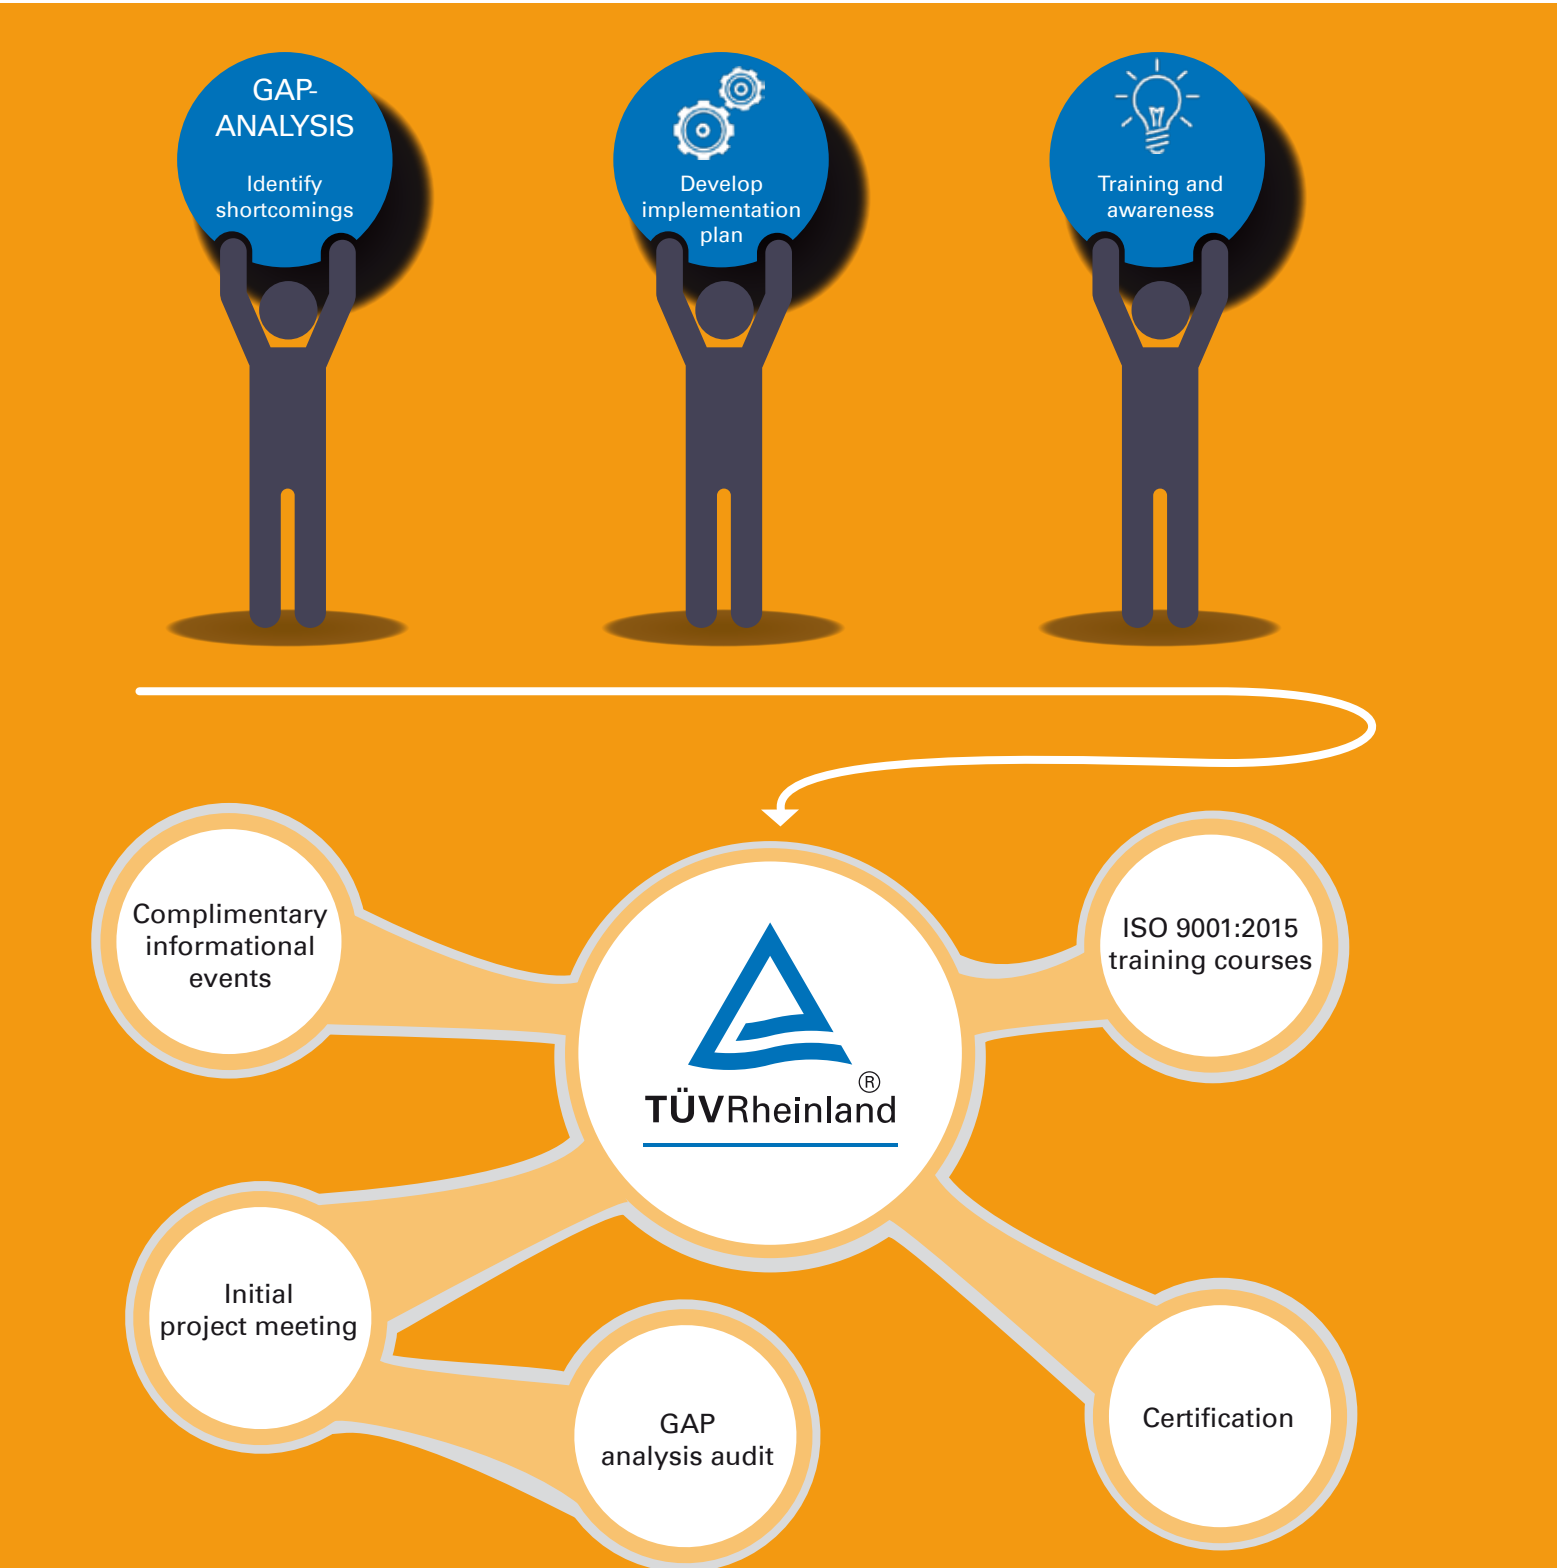 GAP-
ANALYSIS
Identify
shortcomings
Develop
implementation
plan
Training and
awareness
Complimentary
informational
events
ISO 9001:2015
training courses
®
TÜVRheinland
Initial
project meeting
GAP
analysis audit
Certification